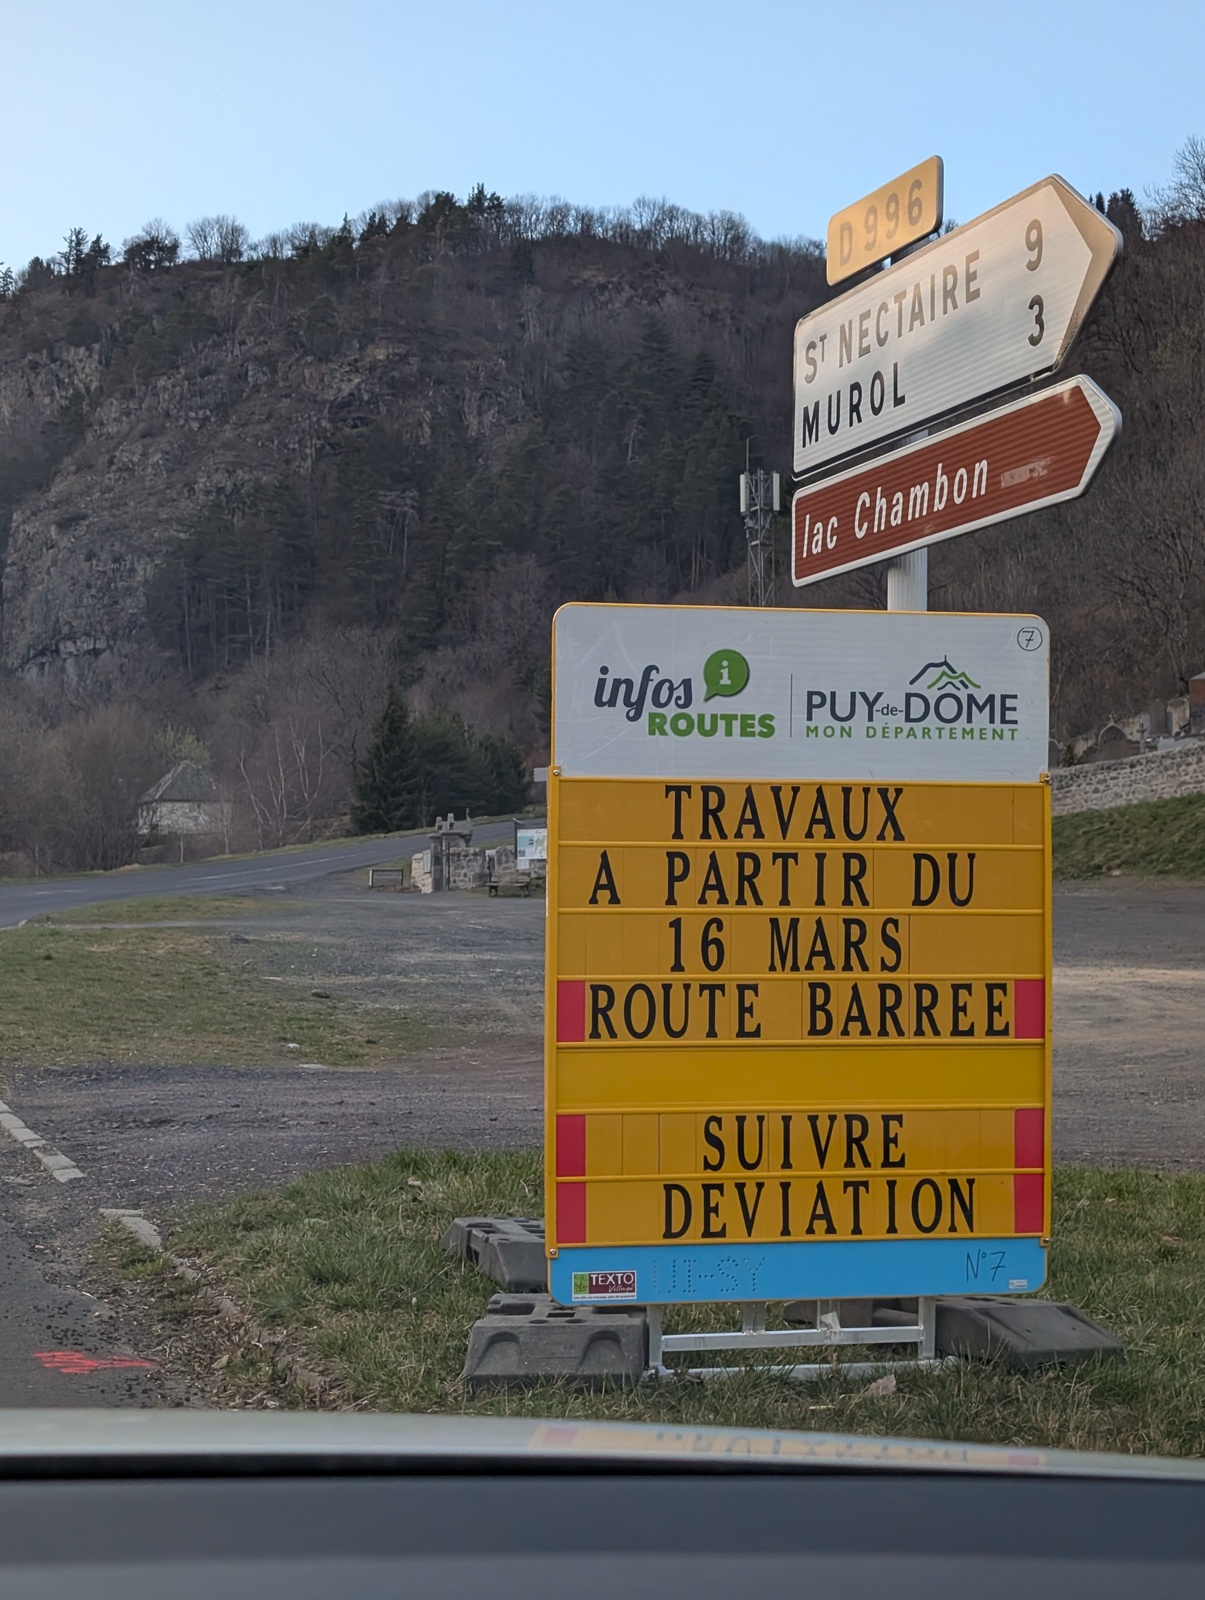 D 996
ST NECTAIRE 9
MUROL 3
lac Chambon
7
infos i
ROUTES
PUY-de-DÔME
MON DÉPARTEMENT
TRAVAUX
A PARTIR DU
16 MARS
ROUTE BARREE
SUIVRE
DEVIATION
TEXTO
Village
N°7